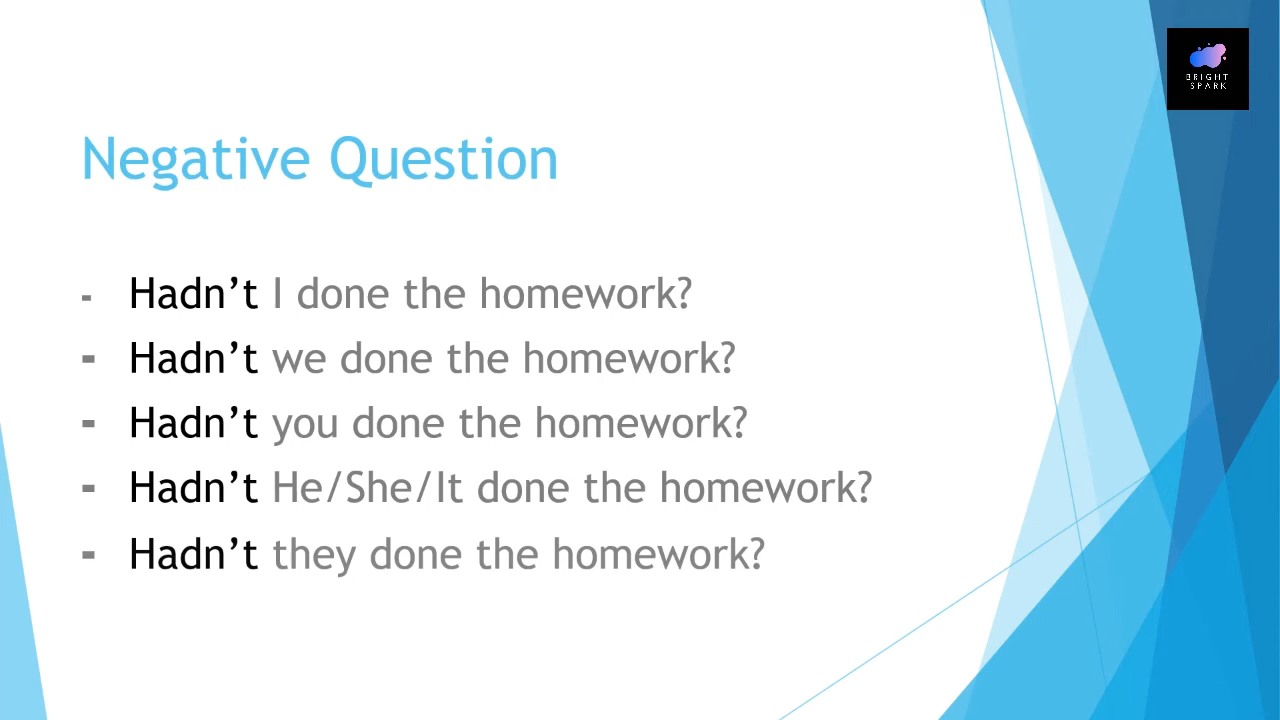 BRIGHT
SPARK
Negative Question
- Hadn’t I done the homework?
- Hadn’t we done the homework?
- Hadn’t you done the homework?
- Hadn’t He/She/It done the homework?
- Hadn’t they done the homework?